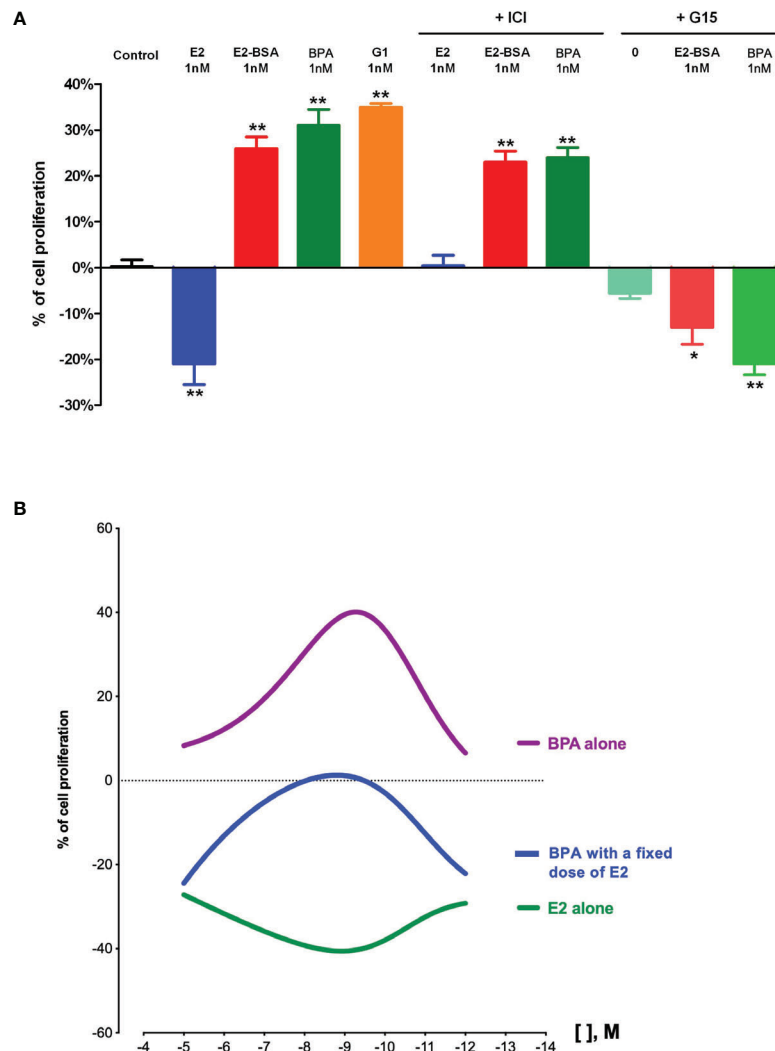 A
+ ICI
+ G15
Control
E2
1nM
E2-BSA
1nM
BPA
1nM
G1
1nM
E2
1nM
E2-BSA
1nM
BPA
1nM
0
E2-BSA
1nM
BPA
1nM
% of cell proliferation
40%
30%
20%
10%
0%
-10%
-20%
-30%
**
**
**
**
**
**
*
**
B
% of cell proliferation
60
40
20
0
-20
-40
-60
BPA alone
BPA with a fixed
dose of E2
E2 alone
-4 -5 -6 -7 -8 -9 -10 -11 -12 -13 -14
[ ], M